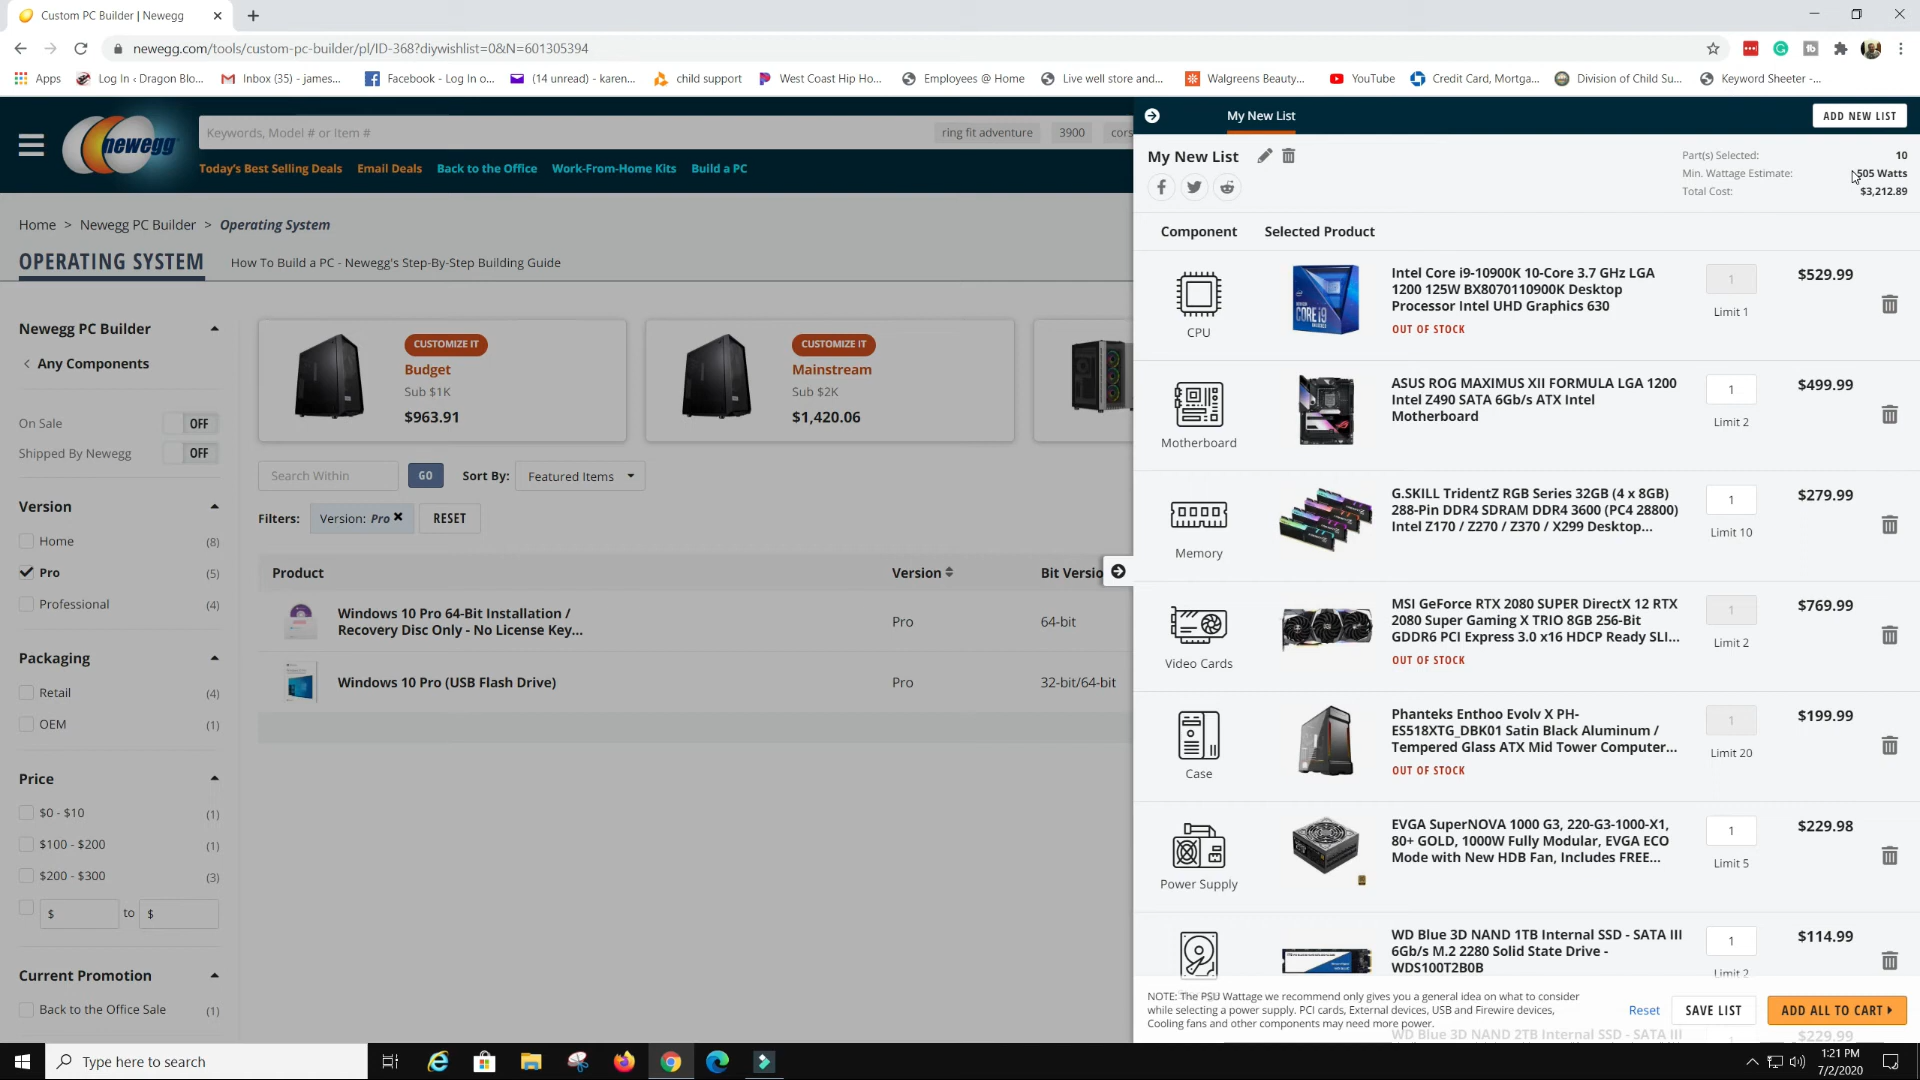 Custom PC Builder | Newegg
newegg.com/tools/custom-pc-builder/pl/ID-368?diywishlist=0&N=601305394
Apps
Log In ‹ Dragon Blo...
Inbox (35) - james...
Facebook - Log In o...
(14 unread) - karen...
child support
West Coast Hip Ho...
Employees @ Home
Live well store and...
Walgreens Beauty...
YouTube
Credit Card, Mortga...
Division of Child Su...
Keyword Sheeter -...
newegg
Keywords, Model # or Item #
ring fit adventure
3900
cors
Today's Best Selling Deals
Email Deals
Back to the Office
Work-From-Home Kits
Build a PC
Home > Newegg PC Builder > Operating System
OPERATING SYSTEM
How To Build a PC - Newegg's Step-By-Step Building Guide
Newegg PC Builder
Any Components
On Sale OFF
Shipped By Newegg OFF
Version
Home (8)
Pro (5)
Professional (4)
Packaging
Retail (4)
OEM (1)
Price
$0 - $10 (1)
$100 - $200 (1)
$200 - $300 (3)
$ to $
Current Promotion
Back to the Office Sale (1)
CUSTOMIZE IT
Budget
Sub $1K
$963.91
CUSTOMIZE IT
Mainstream
Sub $2K
$1,420.06
Search Within
GO
Sort By:
Featured Items
Filters:
Version: Pro
RESET
Product Version Bit Versio
Windows 10 Pro 64-Bit Installation /
Recovery Disc Only - No License Key...
Pro
64-bit
Windows 10 Pro (USB Flash Drive)
Pro
32-bit/64-bit
My New List
ADD NEW LIST
My New List
Part(s) Selected: 10
Min. Wattage Estimate: 505 Watts
Total Cost: $3,212.89
Component Selected Product
CPU
Intel Core i9-10900K 10-Core 3.7 GHz LGA
1200 125W BX8070110900K Desktop
Processor Intel UHD Graphics 630
OUT OF STOCK
1
Limit 1
$529.99
Motherboard
ASUS ROG MAXIMUS XII FORMULA LGA 1200
Intel Z490 SATA 6Gb/s ATX Intel
Motherboard
1
Limit 2
$499.99
Memory
G.SKILL TridentZ RGB Series 32GB (4 x 8GB)
288-Pin DDR4 SDRAM DDR4 3600 (PC4 28800)
Intel Z170 / Z270 / Z370 / X299 Desktop...
1
Limit 10
$279.99
Video Cards
MSI GeForce RTX 2080 SUPER DirectX 12 RTX
2080 Super Gaming X TRIO 8GB 256-Bit
GDDR6 PCI Express 3.0 x16 HDCP Ready SLI...
OUT OF STOCK
1
Limit 2
$769.99
Case
Phanteks Enthoo Evolv X PH-
ES518XTG_DBK01 Satin Black Aluminum /
Tempered Glass ATX Mid Tower Computer...
OUT OF STOCK
1
Limit 20
$199.99
Power Supply
EVGA SuperNOVA 1000 G3, 220-G3-1000-X1,
80+ GOLD, 1000W Fully Modular, EVGA ECO
Mode with New HDB Fan, Includes FREE...
1
Limit 5
$229.98
WD Blue 3D NAND 1TB Internal SSD - SATA III
6Gb/s M.2 2280 Solid State Drive -
WDS100T2B0B
1
Limit 2
$114.99
NOTE: The PSU Wattage we recommend only gives you a general idea on what to consider
while selecting a power supply. PCI cards, External devices, USB and Firewire devices,
Cooling fans and other components may need more power.
Reset
SAVE LIST
ADD ALL TO CART
WD Blue 3D NAND 2TB Internal SSD - SATA III
$229.99
Type here to search
1:21 PM
7/2/2020